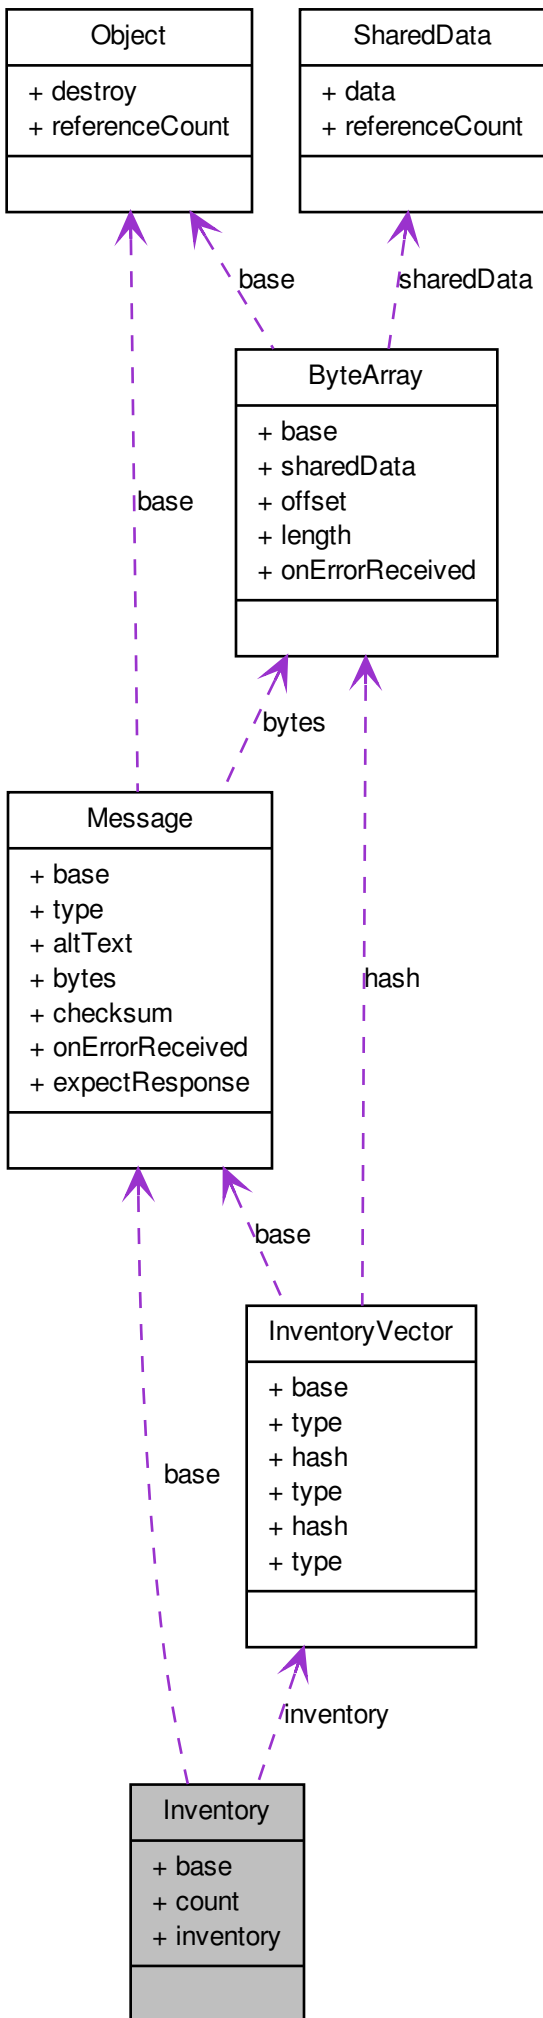 Object
+ destroy
+ referenceCount
SharedData
+ data
+ referenceCount
base
sharedData
ByteArray
+ base
+ sharedData
+ offset
+ length
+ onErrorReceived
base
bytes
Message
+ base
+ type
+ altText
+ bytes
+ checksum
+ onErrorReceived
+ expectResponse
hash
base
InventoryVector
+ base
+ type
+ hash
+ type
+ hash
+ type
base
inventory
Inventory
+ base
+ count
+ inventory